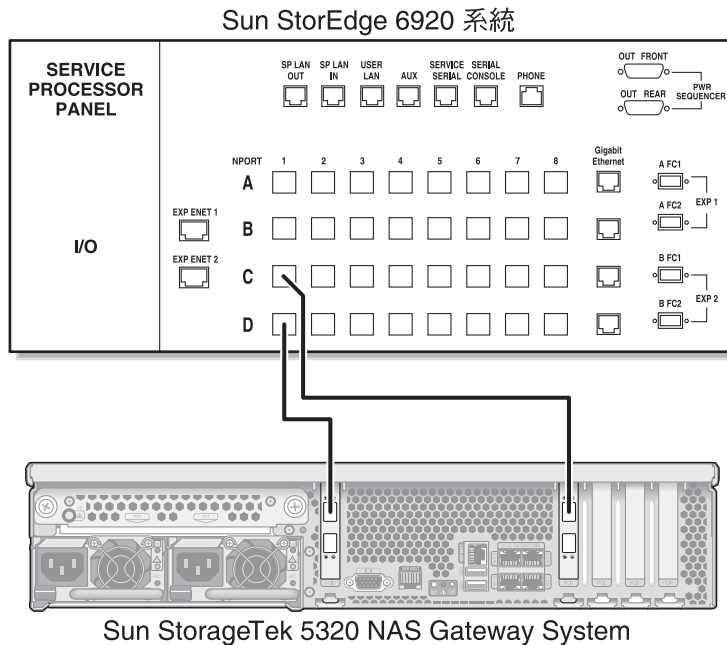 Sun StorEdge 6920 系統
SERVICE
PROCESSOR
PANEL
SP LAN
OUT
SP LAN
IN
USER
LAN
AUX
SERVICE
SERIAL
SERIAL
CONSOLE
PHONE
OUT FRONT
OUT REAR
PWR
SEQUENCER
I/O
NPORT 1 2 3 4 5 6 7 8
Gigabit
Ethernet
A
B
C
D
EXP ENET 1
EXP ENET 2
A FC1
A FC2
EXP 1
B FC1
B FC2
EXP 2
Sun StorageTek 5320 NAS Gateway System